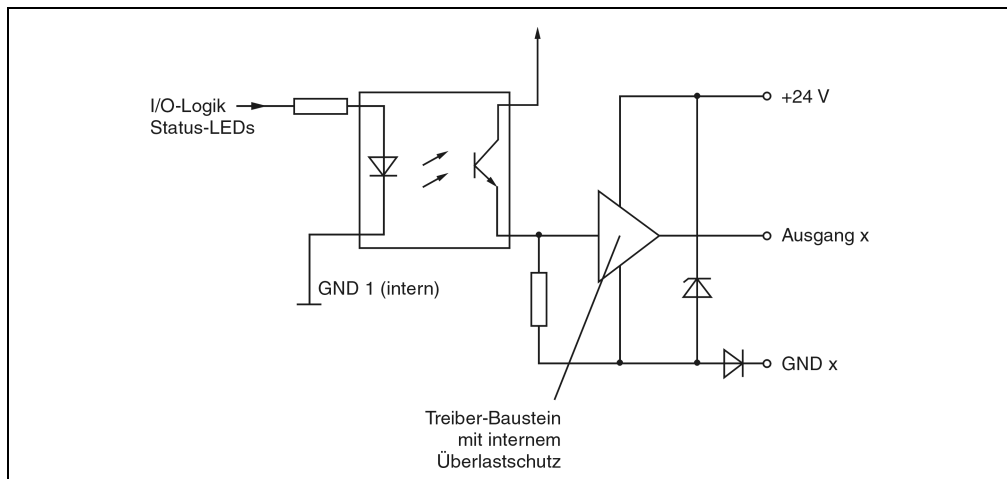 I/O-Logik
Status-LEDs
+24 V
Ausgang x
GND 1 (intern)
GND x
Treiber-Baustein
mit internem
Überlastschutz